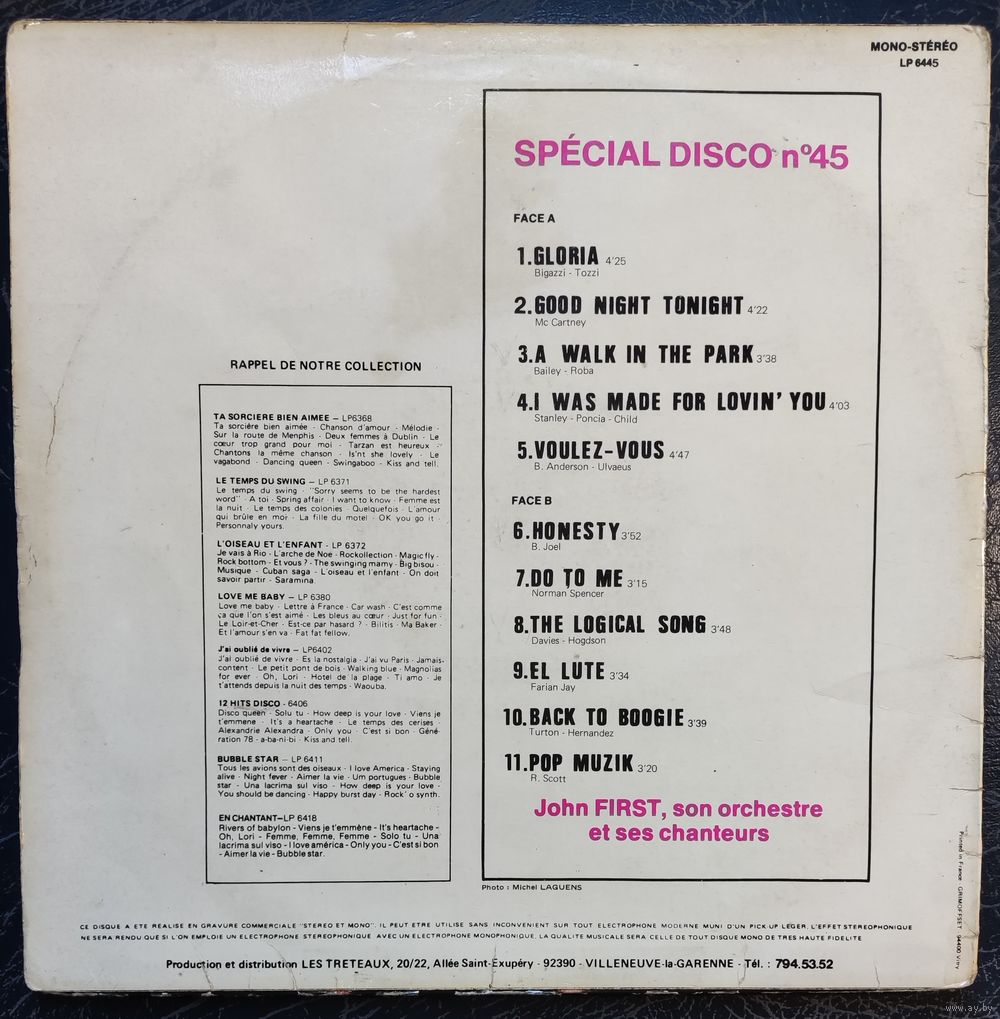 MONO-STÉRÉO
LP 6445
SPÉCIAL DISCO nº45
FACE A
1.GLORIA 4'25
Bigazzi - Tozzi
2.GOOD NIGHT TONIGHT 4'22
Mc Cartney
3.A WALK IN THE PARK 3'38
Bailey - Roba
4.I WAS MADE FOR LOVIN' YOU 4'03
Stanley - Poncia - Child
5.VOULEZ-VOUS 4'47
B. Anderson - Ulvaeus
FACE B
6.HONESTY 3'52
B. Joel
7.DO TO ME 3'15
Norman Spencer
8.THE LOGICAL SONG 3'48
Davies - Hogdson
9.EL LUTE 3'34
Farian Jay
10.BACK TO BOOGIE 3'39
Turton - Hernandez
11.POP MUZIK 3'20
R. Scott
John FIRST, son orchestre
et ses chanteurs
Photo : Michel LAGUENS
RAPPEL DE NOTRE COLLECTION
TA SORCIERE BIEN AIMEE – LP6368
Ta sorcière bien aimée - Chanson d'amour - Mélodie -
Sur la route de Menphis - Deux femmes à Dublin - Le
cœur trop grand pour moi - Tarzan est heureux -
Chantons la même chanson - Is'nt she lovely - Le
vagabond - Dancing queen - Swingaboo - Kiss and tell.
LE TEMPS DU SWING – LP 6371
Le temps du swing - "Sorry seems to be the hardest
word" - A toi - Spring affair - I want to know - Femme est
la nuit - Le temps des colonies - Quelquefois - L'amour
qui brûle en moi - La fille du motel - OK you go it -
Personnaly yours.
L'OISEAU ET L'ENFANT - LP 6372
Je vais à Rio - L'arche de Noe - Rockollection - Magic fly -
Rock bottom - Et vous ? - The swinging mamy - Big bisou -
Musique - Cuban saga - L'oiseau et l'enfant - On doit
savoir partir - Saramina.
LOVE ME BABY – LP 6380
Love me baby - Lettre à France - Car wash - C'est comme
ça que l'on s'est aimé - Les bleus au cœur - Just for fun -
Le Loir-et-Cher - Est-ce par hasard ? - Bilitis - Ma Baker -
Et l'amour s'en va - Fat fat fellow.
J'ai oublié de vivre – LP6402
J'ai oublié de vivre - Es la nostalgia - J'ai vu Paris - Jamais
content - Le petit pont de bois - Walking blue - Magnolias
for ever - Oh, Lori - Hotel de la plage - Ti amo - Je
t'attends depuis la nuit des temps - Waouba.
12 HITS DISCO - 6406
Disco queen - Solu tu - How deep is your love - Viens je
t'emmene - It's a heartache - Le temps des cerises -
Alexandrie Alexandra - Only you - C'est si bon - Géné-
ration 78 - a-ba-ni-bi - Kiss and tell.
BUBBLE STAR – LP 6411
Tous les avions sont des oiseaux - I love America - Staying
alive - Night fever - Aimer la vie - Um portugues - Bubble
star - Una lacrima sul viso - How deep is your love -
You should be dancing - Happy burst day - Rock' o synth.
EN CHANTANT–LP 6418
Rivers of babylon - Viens je t'emmène - It's heartache -
Oh, Lori - Femme, Femme, Femme - Solo tu - Una
lacrima sul viso - I love américa - Only you - C'est si bon
- Aimer la vie - Bubble star.
Printed in France - GRIMOFFSET - 94400 Vitry
CE DISQUE A ETE REALISE EN GRAVURE COMMERCIALE "STEREO ET MONO". IL PEUT ETRE UTILISE SANS INCONVENIENT SUR TOUT ELECTROPHONE MODERNE MUNI D'UN PICK UP LEGER. L'EFFET STEREOPHONIQUE
NE SERA RENDU QUE SI L'ON EMPLOIE UN ELECTROPHONE STEREOPHONIQUE AVEC UN ELECTROPHONE MONOPHONIQUE, LA QUALITE MUSICALE SERA CELLE DE TOUT DISQUE MONO DE TRES HAUTE FIDELITE
Production et distribution LES TRETEAUX, 20/22, Allée Saint-Exupéry - 92390 - VILLENEUVE-la-GARENNE - Tél. : 794.53.52
www.ay.by